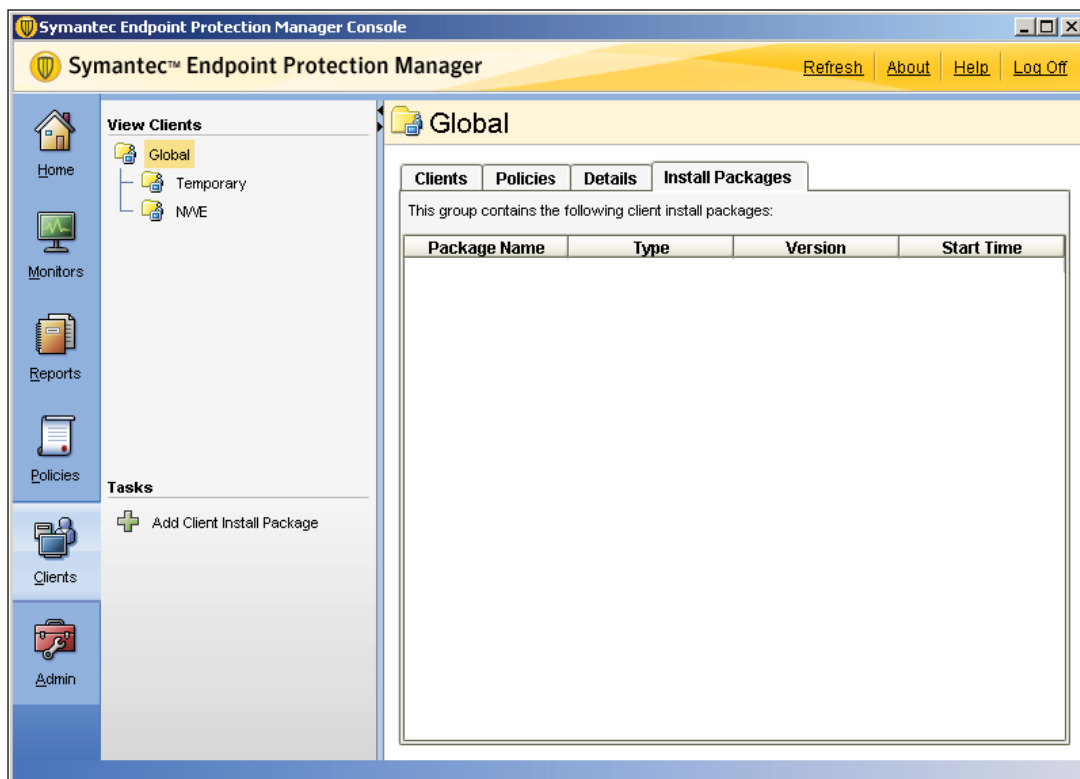 Symantec Endpoint Protection Manager Console
Symantec™ Endpoint Protection Manager
Refresh About Help Log Off
Home
Monitors
Reports
Policies
Clients
Admin
View Clients
Global
Temporary
NWE
Tasks
Add Client Install Package
Global
Clients Policies Details Install Packages
This group contains the following client install packages:
Package Name Type Version Start Time